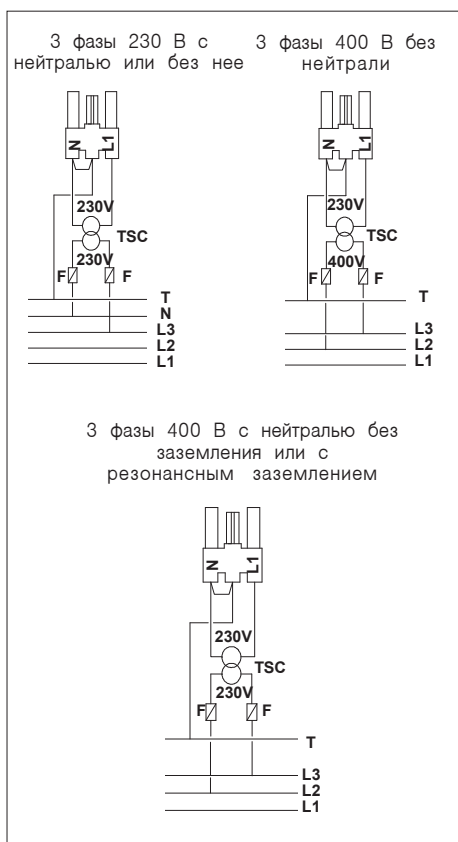 3 фазы 230 В с
нейтралью или без нее
N
L1
230V
TSC
230V
F
F
T
N
L3
L2
L1
3 фазы 400 В без
нейтрали
N
L1
230V
TSC
400V
F
F
T
L3
L2
L1
3 фазы 400 В с нейтралью без
заземления или с
резонансным заземлением
N
L1
230V
TSC
230V
F
F
T
L3
L2
L1